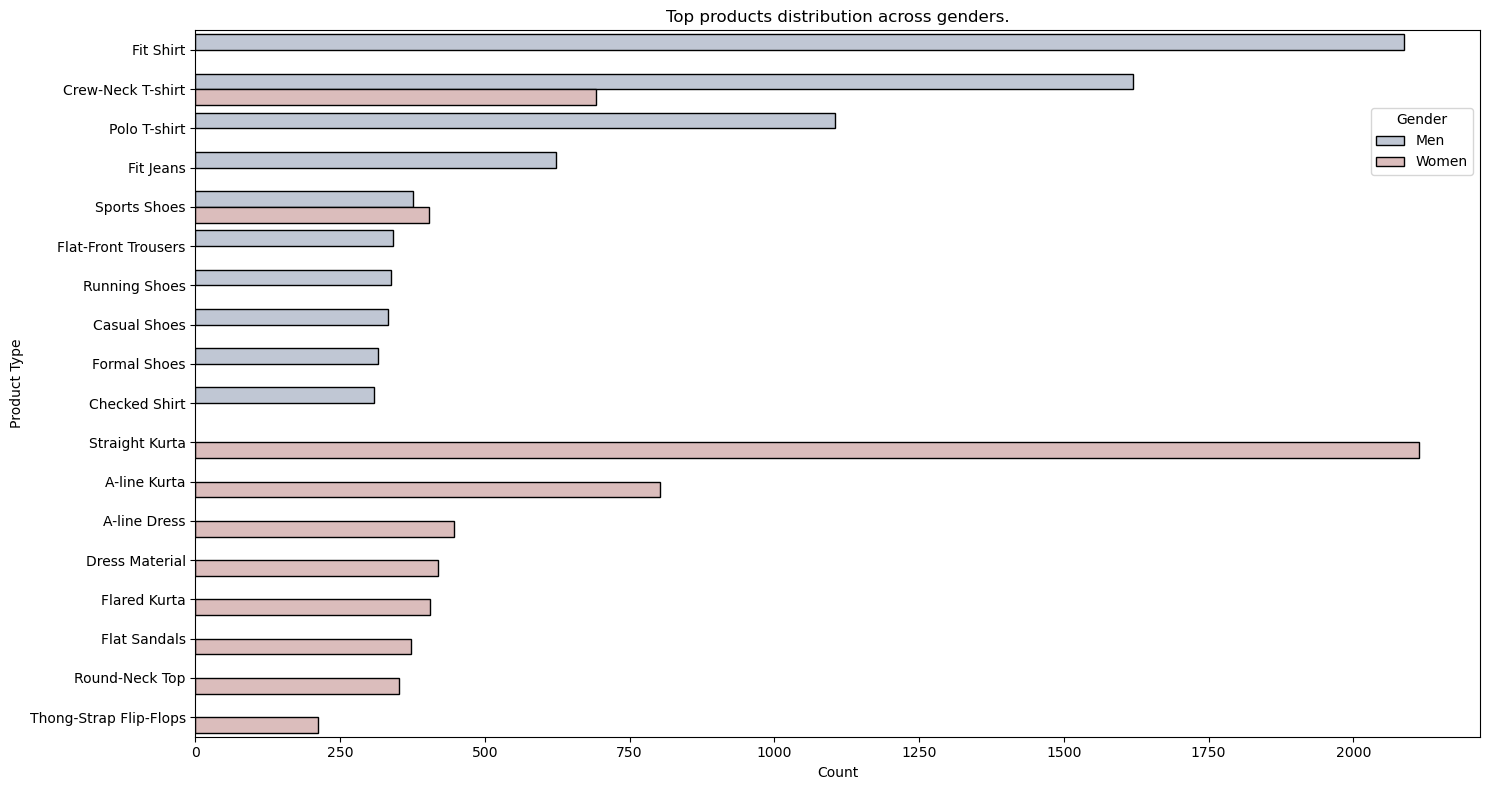 Top products distribution across genders.
Fit Shirt
Crew-Neck T-shirt
Polo T-shirt
Fit Jeans
Sports Shoes
Flat-Front Trousers
Running Shoes
Casual Shoes
Formal Shoes
Checked Shirt
Straight Kurta
A-line Kurta
A-line Dress
Dress Material
Flared Kurta
Flat Sandals
Round-Neck Top
Thong-Strap Flip-Flops
Product Type
Gender
Men
Women
0 250 500 750 1000 1250 1500 1750 2000
Count